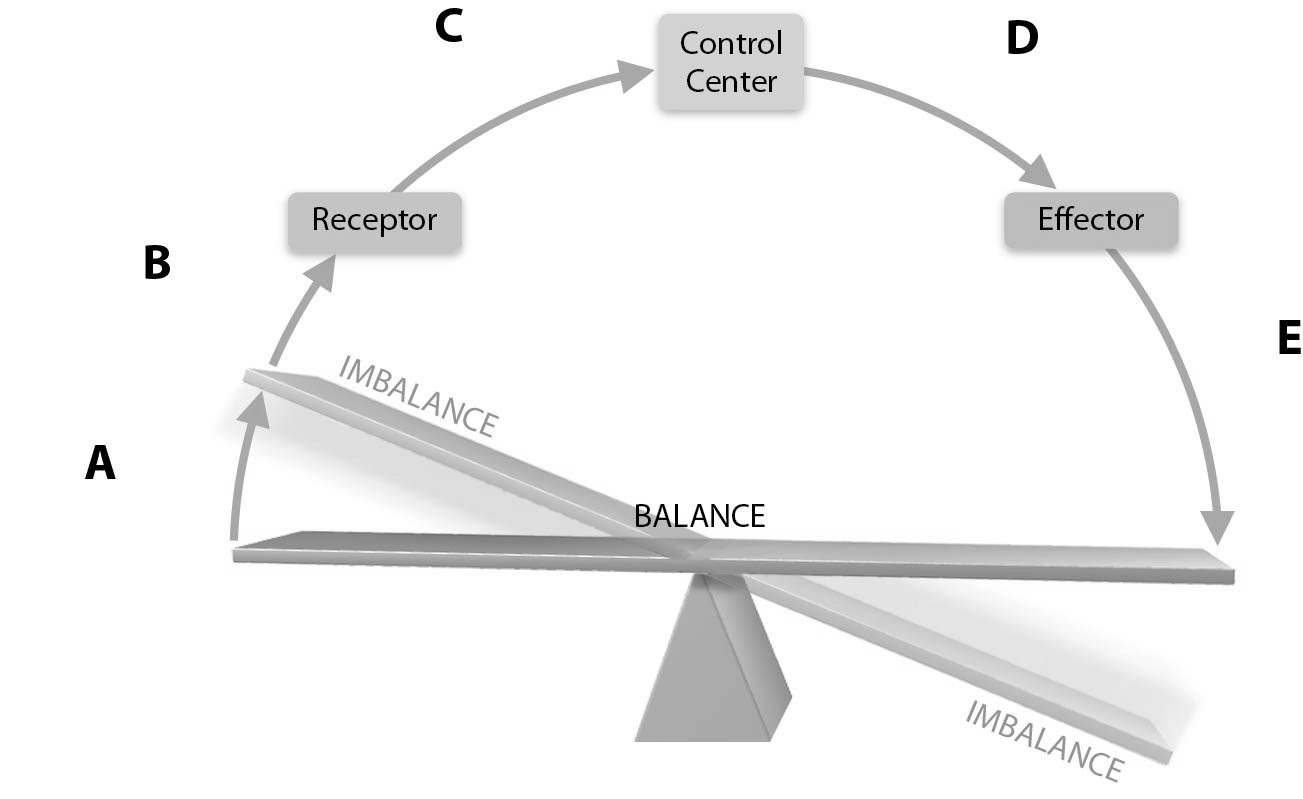 C
Control
Center
D
Receptor
Effector
B
E
IMBALANCE
A
BALANCE
IMBALANCE